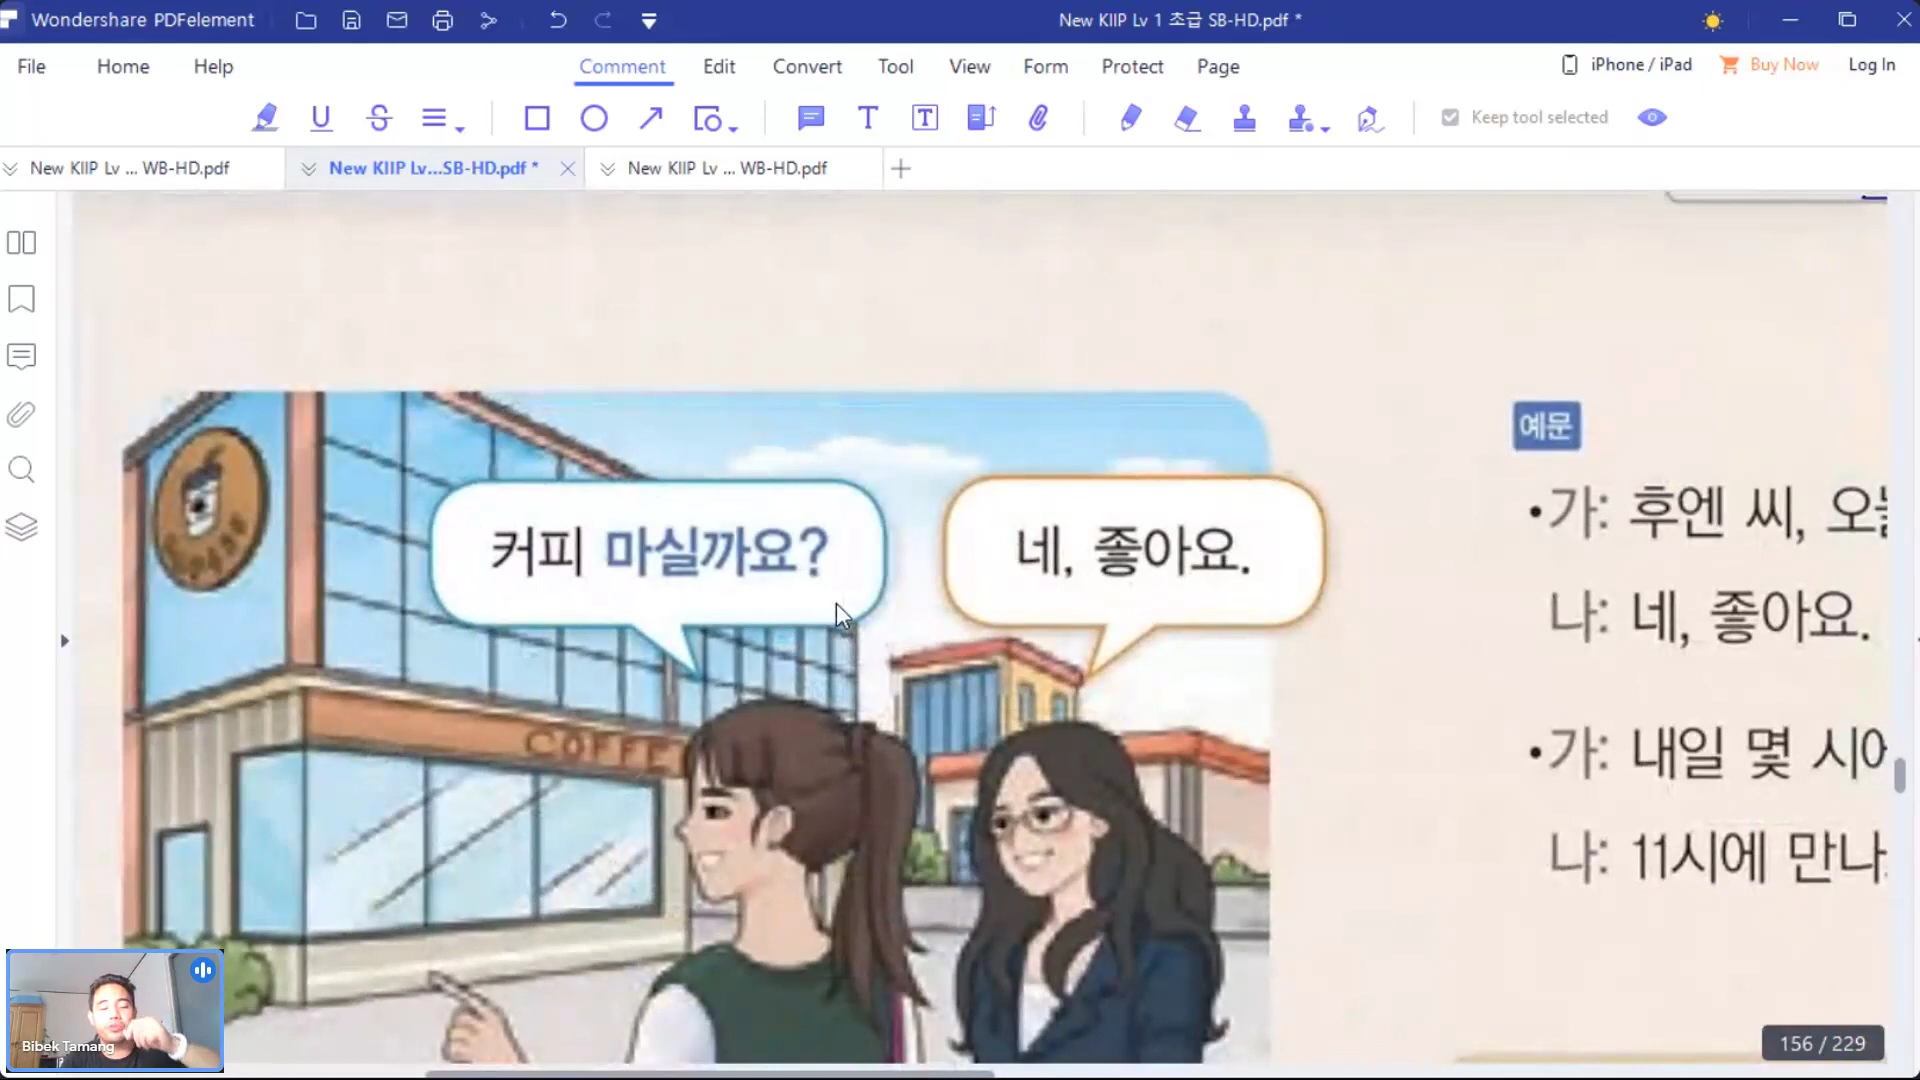 Wondershare PDFelement
New KIIP Lv 1 초급 SB-HD.pdf *
File Home Help Comment Edit Convert Tool View Form Protect Page iPhone / iPad Buy Now Log In
Keep tool selected
New KIIP Lv ... WB-HD.pdf New KIIP Lv...SB-HD.pdf * New KIIP Lv ... WB-HD.pdf
커피 마실까요?
네, 좋아요.
COFFE
예문
•가: 후엔 씨,
나: 네, 좋아요.
•가: 내일 몇
나: 11시에 만나
Bibek Tamang
156 / 229